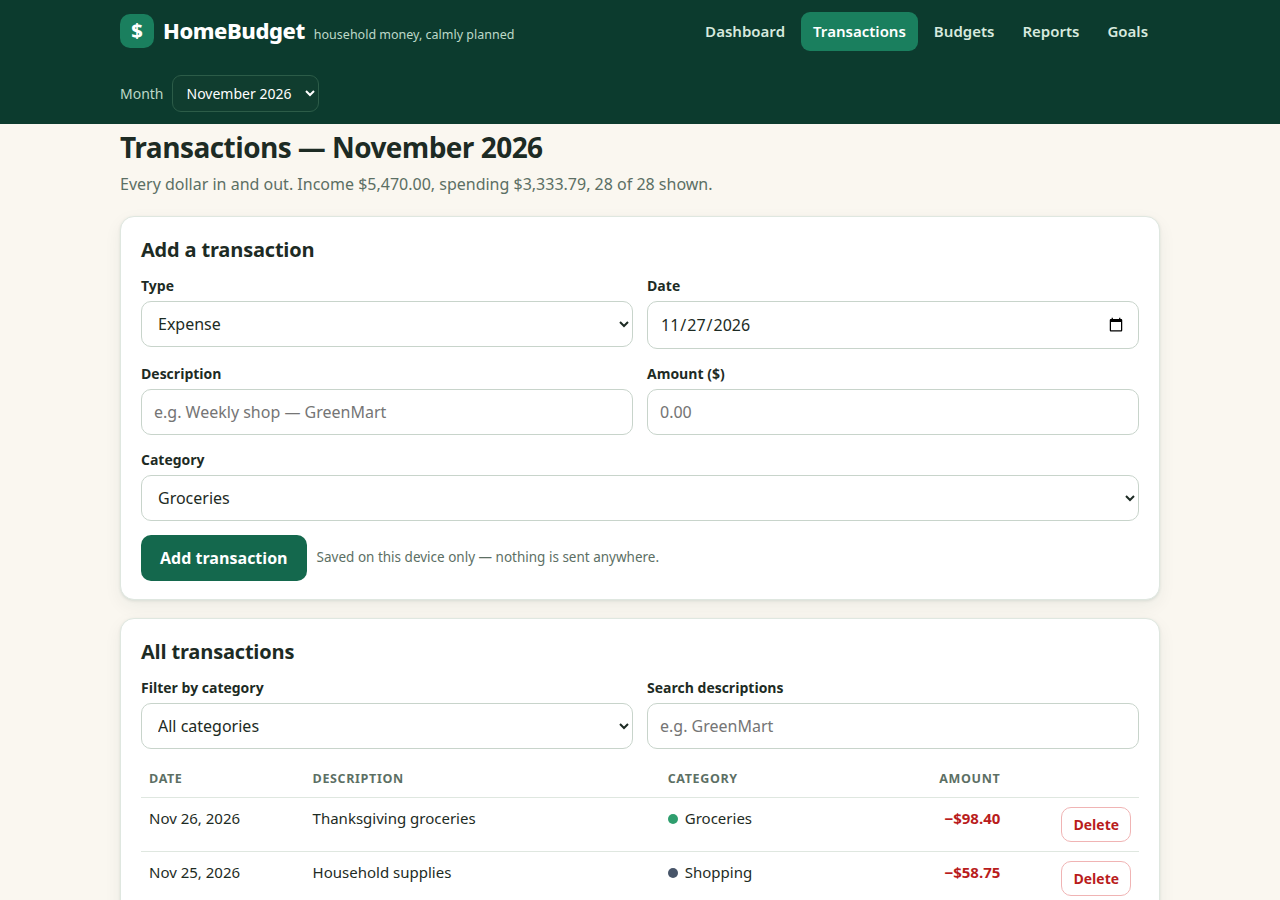 $ HomeBudget household money, calmly planned Dashboard Transactions Budgets Reports Goals
Month November 2026
Transactions — November 2026
Every dollar in and out. Income $5,470.00, spending $3,333.79, 28 of 28 shown.
Add a transaction
Type Date
Expense 11/27/2026
Description Amount ($)
e.g. Weekly shop — GreenMart 0.00
Category
Groceries
Add transaction Saved on this device only — nothing is sent anywhere.
All transactions
Filter by category Search descriptions
All categories e.g. GreenMart
DATE DESCRIPTION CATEGORY AMOUNT
Nov 26, 2026 Thanksgiving groceries Groceries −$98.40 Delete
Nov 25, 2026 Household supplies Shopping −$58.75 Delete